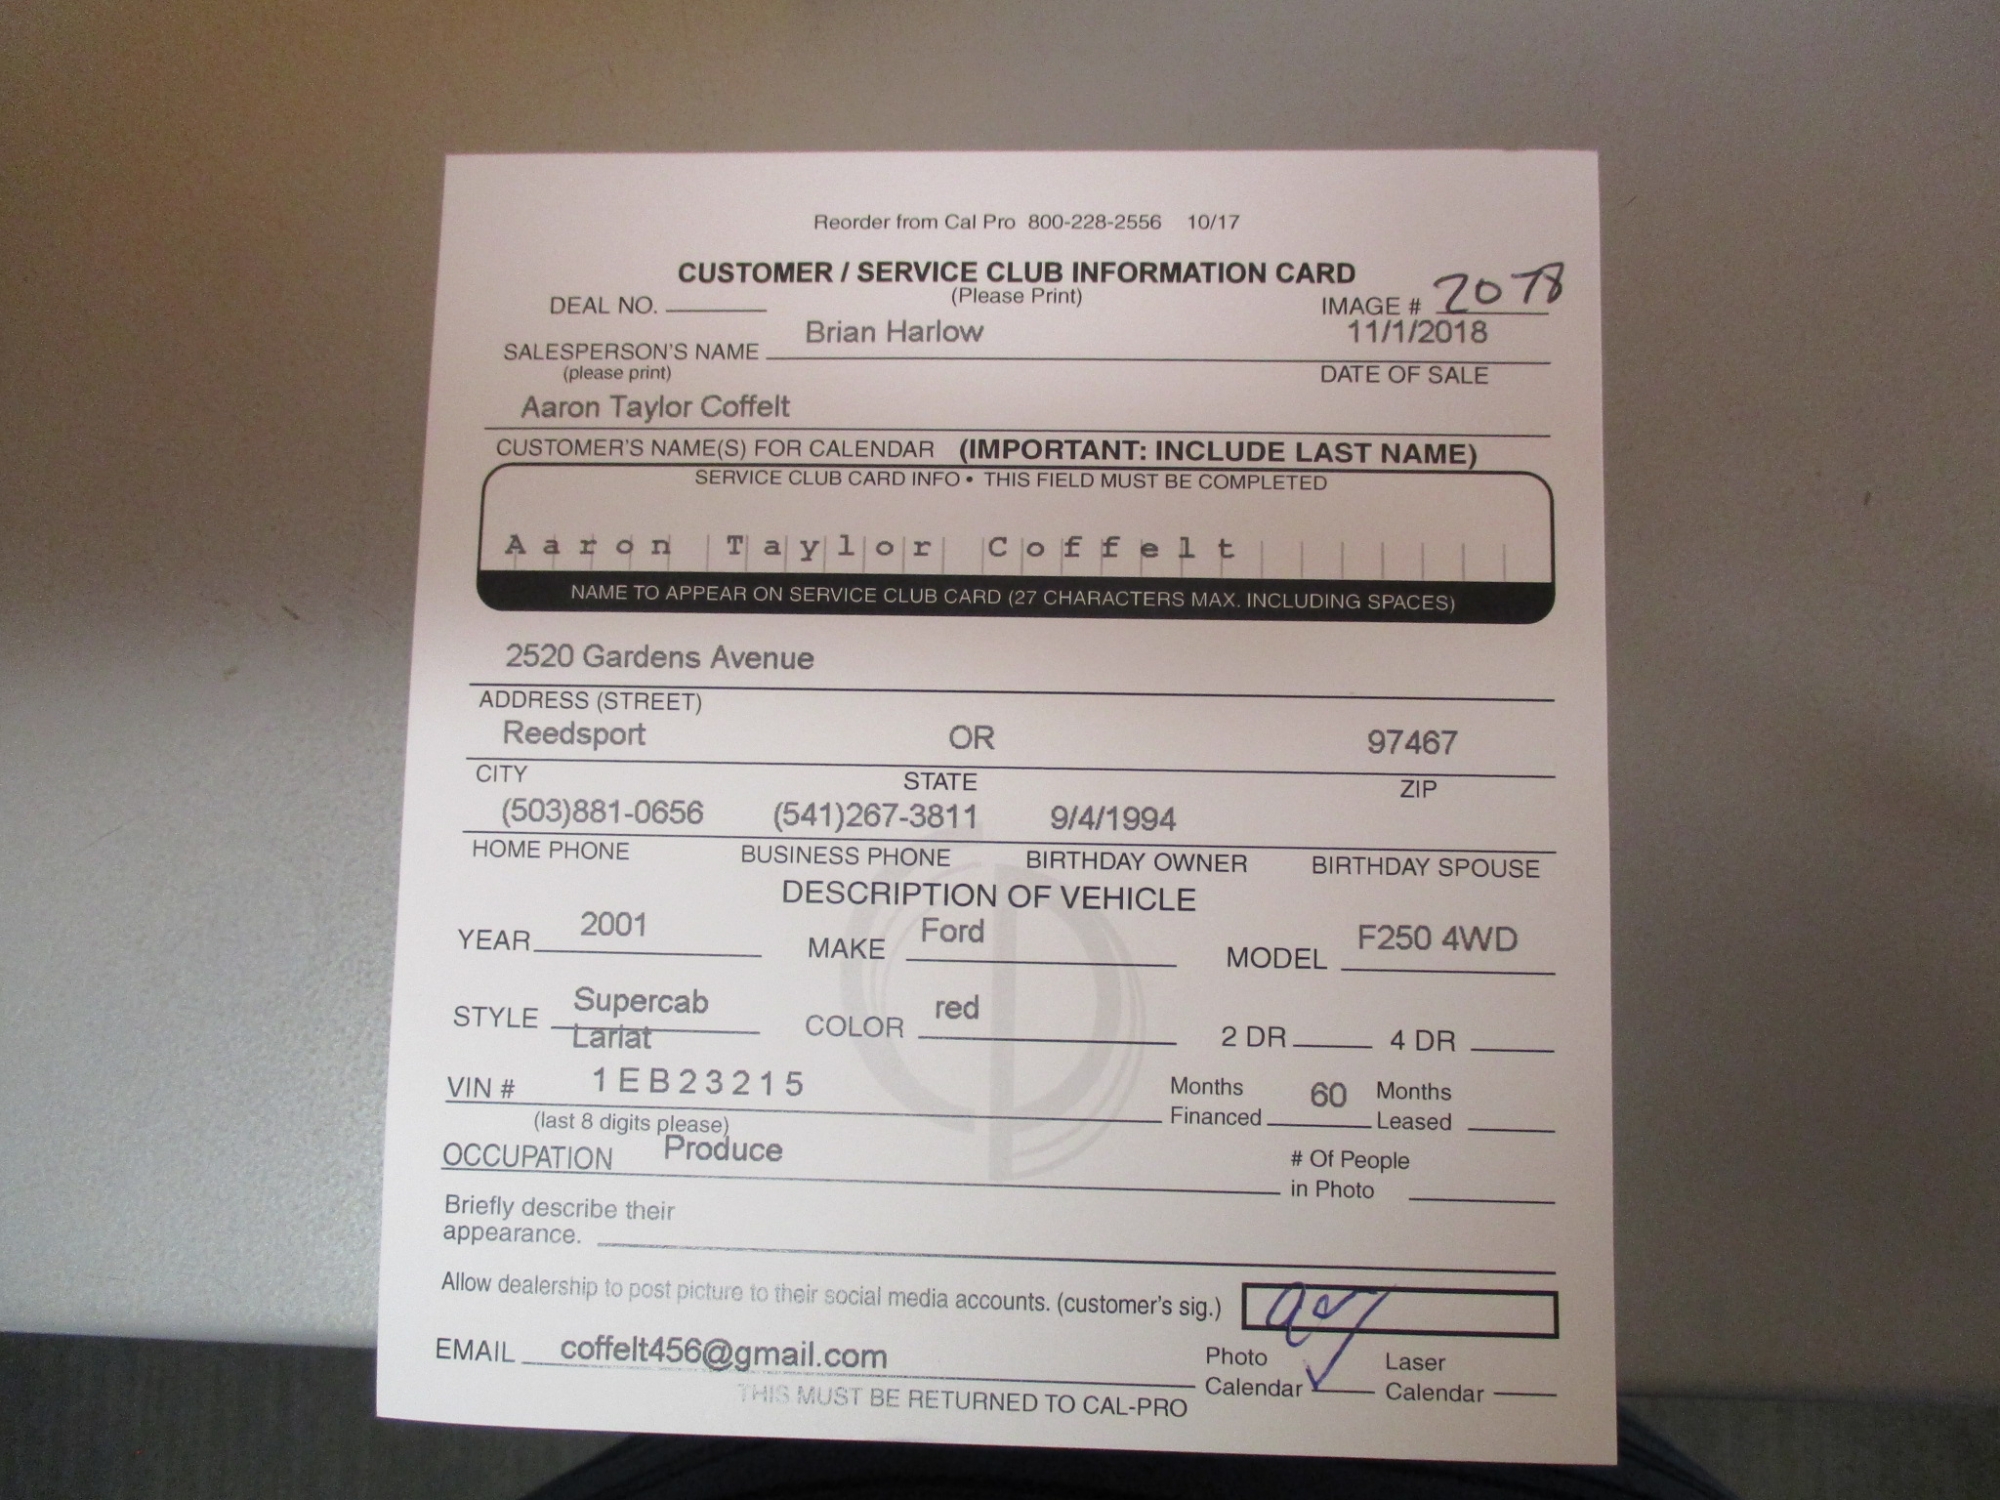 Reorder from Cal Pro 800-228-2556 10/17
CUSTOMER / SERVICE CLUB INFORMATION CARD
(Please Print)
DEAL NO. IMAGE # 2078
Brian Harlow 11/1/2018
SALESPERSON'S NAME
(please print) DATE OF SALE
Aaron Taylor Coffelt
CUSTOMER'S NAME(S) FOR CALENDAR (IMPORTANT: INCLUDE LAST NAME)
SERVICE CLUB CARD INFO • THIS FIELD MUST BE COMPLETED
Aaron Taylor Coffelt
NAME TO APPEAR ON SERVICE CLUB CARD (27 CHARACTERS MAX. INCLUDING SPACES)
2520 Gardens Avenue
ADDRESS (STREET)
Reedsport OR 97467
CITY STATE ZIP
(503)881-0656 (541)267-3811 9/4/1994
HOME PHONE BUSINESS PHONE BIRTHDAY OWNER BIRTHDAY SPOUSE
DESCRIPTION OF VEHICLE
YEAR 2001 MAKE Ford MODEL F250 4WD
STYLE Supercab COLOR red 2 DR 4 DR
Lariat
VIN # 1EB23215 Months Financed 60 Months Leased
(last 8 digits please)
OCCUPATION Produce # Of People in Photo
Briefly describe their
appearance.
Allow dealership to post picture to their social media accounts. (customer's sig.)
EMAIL coffelt456@gmail.com Photo Calendar ✓ Laser Calendar
THIS MUST BE RETURNED TO CAL-PRO